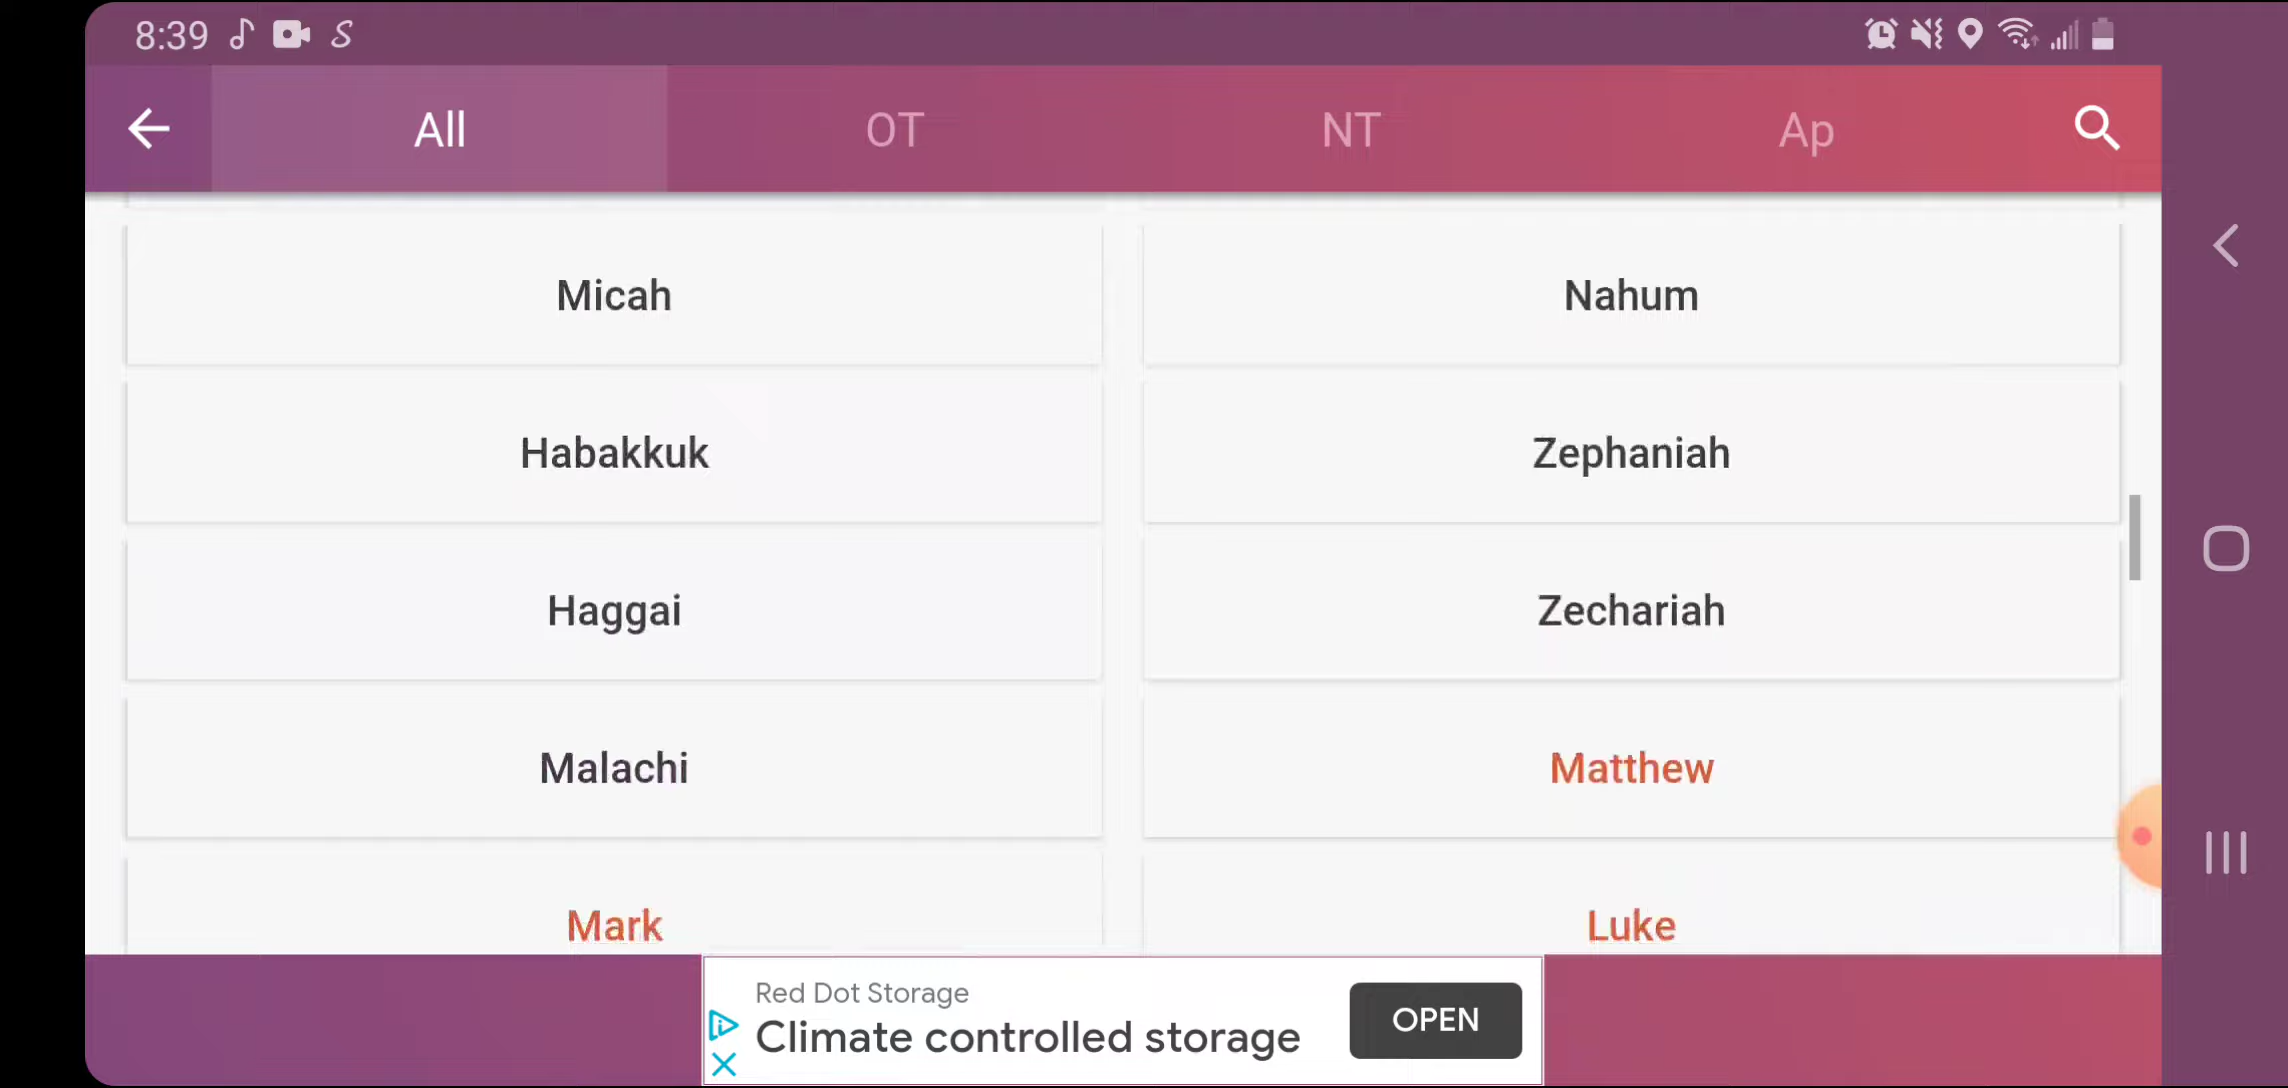 8:39
All OT NT Ap
Micah Nahum
Habakkuk Zephaniah
Haggai Zechariah
Malachi Matthew
Mark Luke
Red Dot Storage
Climate controlled storage
OPEN